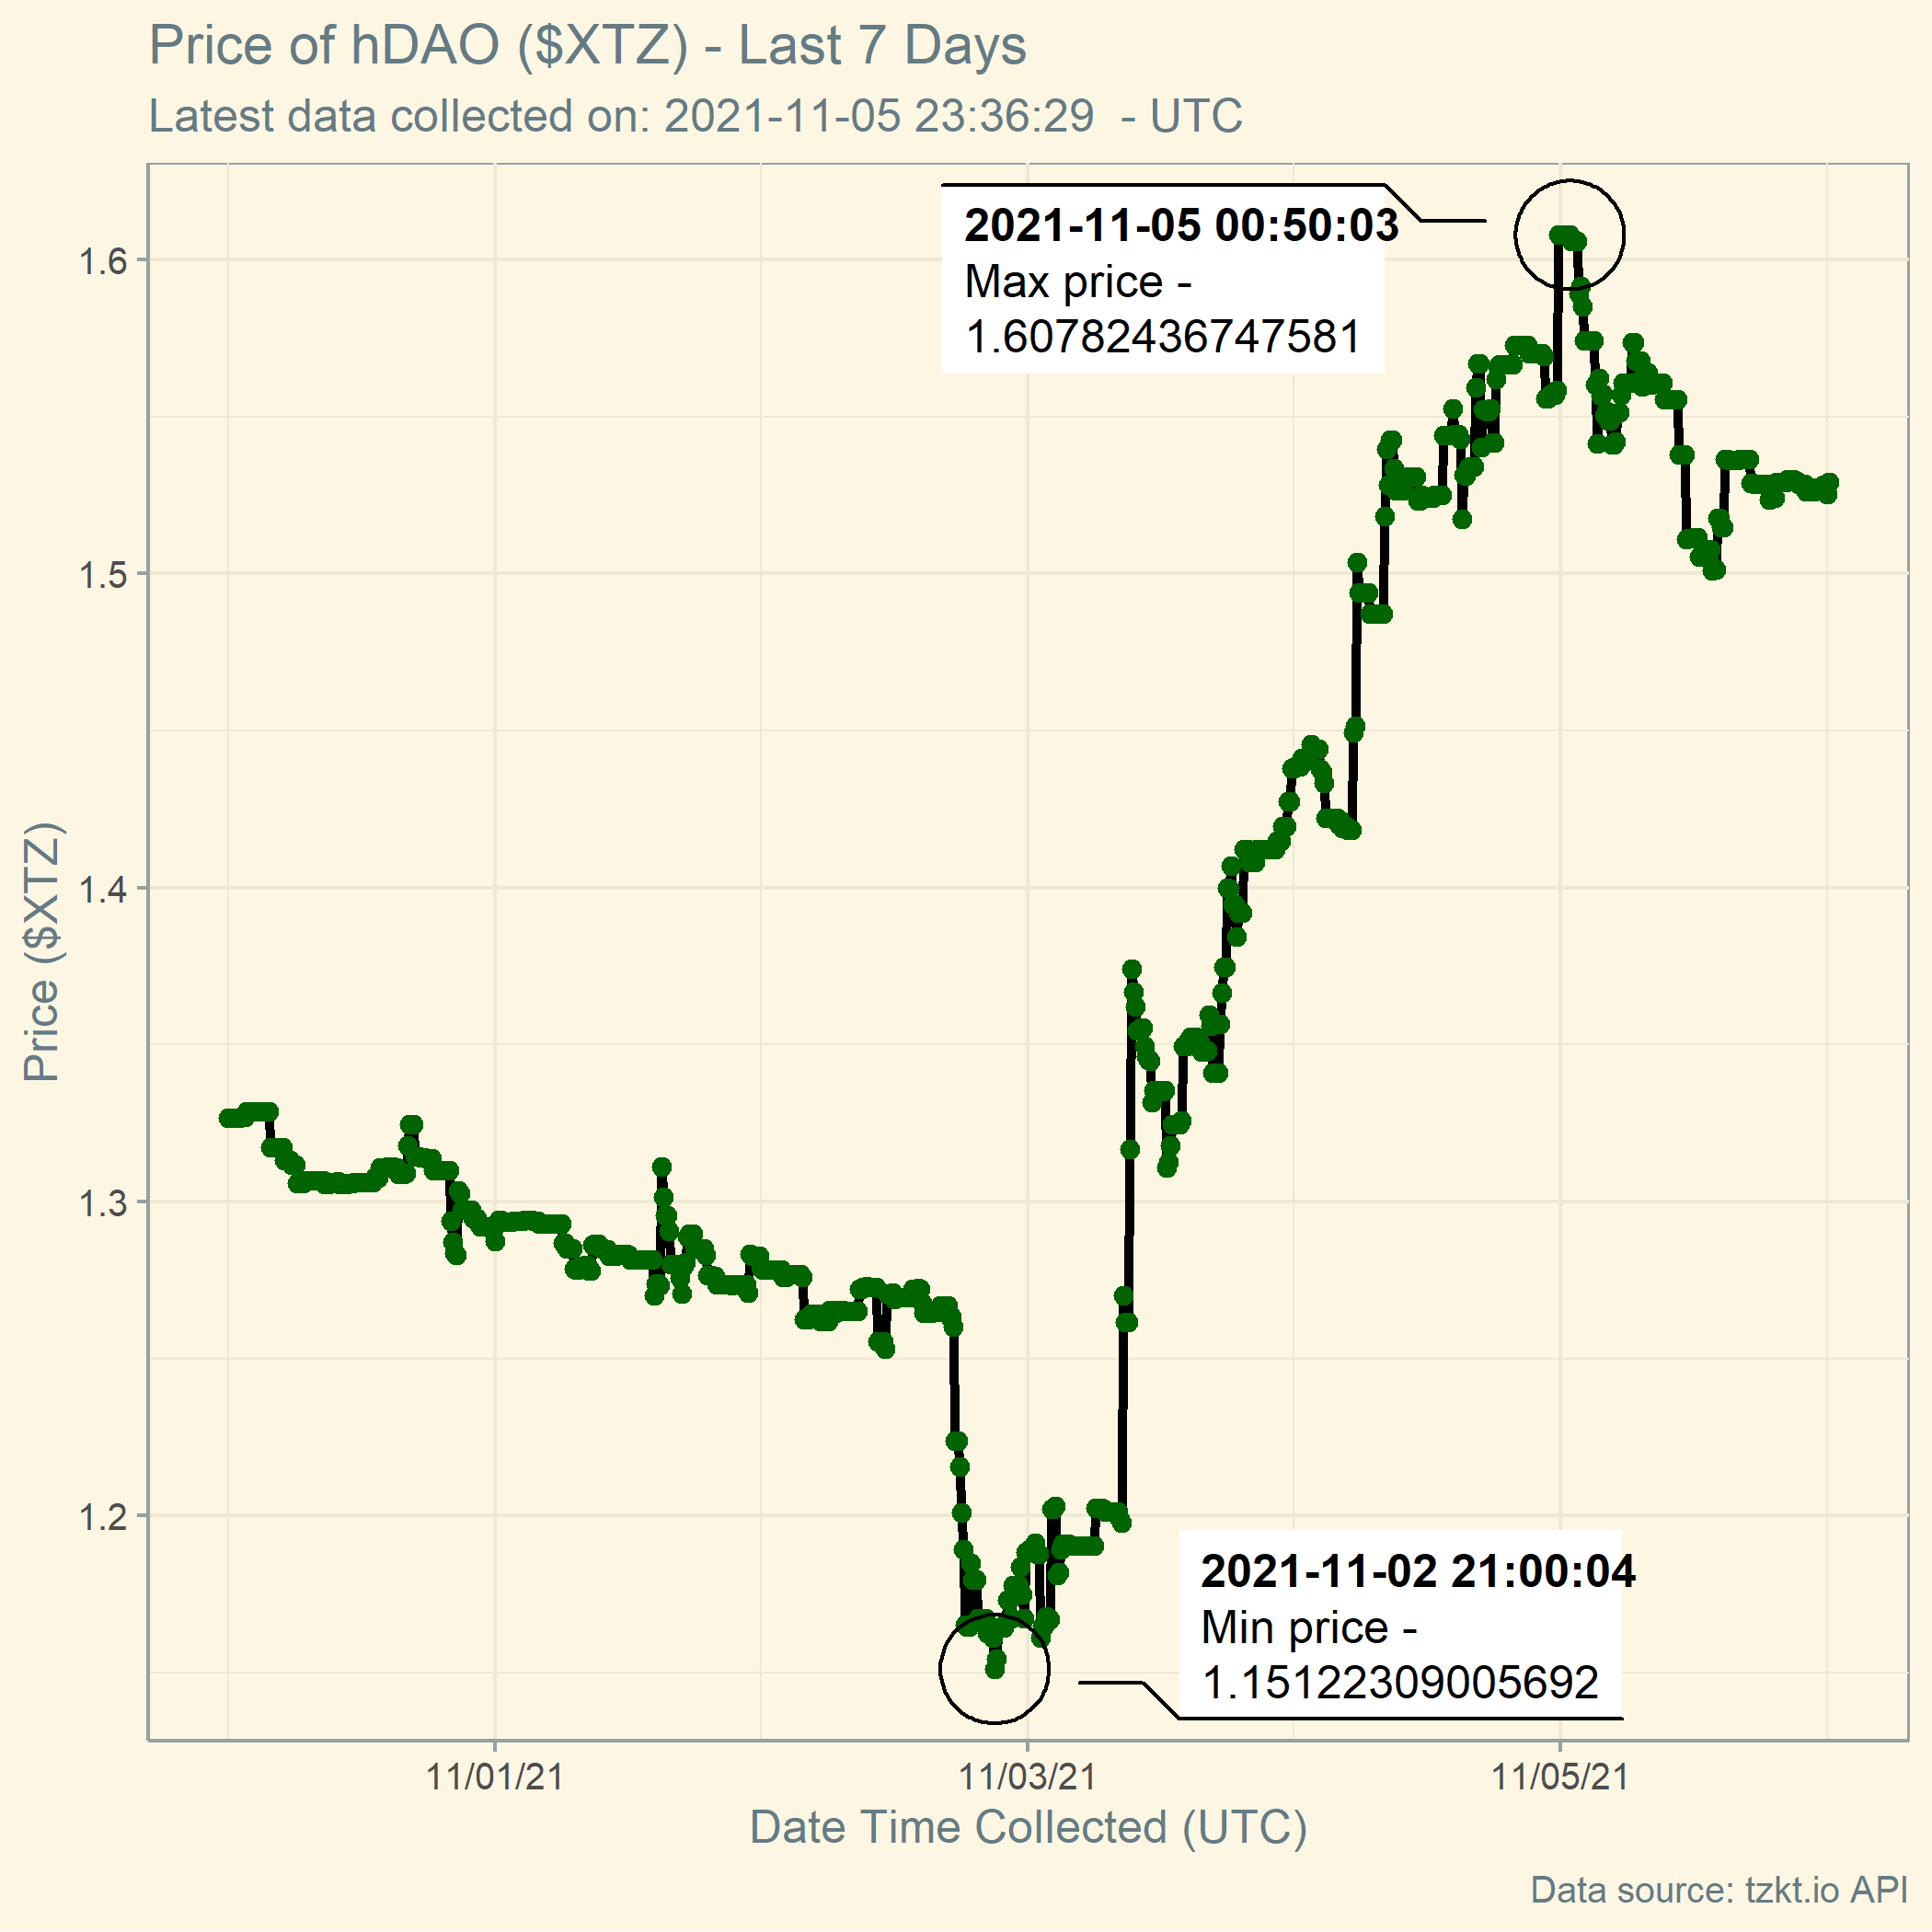 Price of hDAO ($XTZ) - Last 7 Days
Latest data collected on: 2021-11-05 23:36:29  - UTC
2021-11-05 00:50:03
Max price -
1.60782436747581
1.6
1.5
1.4
1.3
1.2
Price ($XTZ)
2021-11-02 21:00:04
Min price -
1.15122309005692
11/01/21
11/03/21
11/05/21
Date Time Collected (UTC)
Data source: tzkt.io API